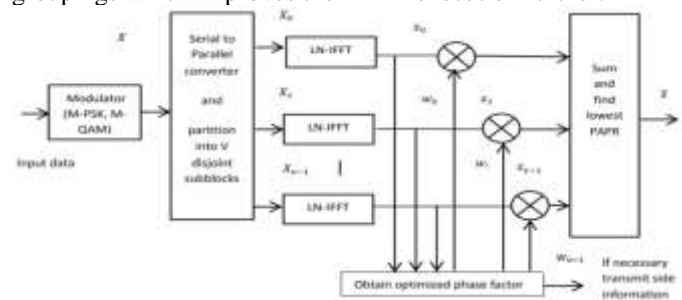 X
Serial to
Parallel
converter
and
partition
into V
disjoint
subblocks
Modulator
(M-PSK, M-
QAM)
Input data
X₀
LN-IFFT
X₁
LN-IFFT
Xᵥ₋₁
LN-IFFT
x₀
w₀
x₁
w₁
xᵥ₋₁
wᵥ₋₁
Sum
and
find
lowest
PAPR
Obtain optimized phase factor
If necessary
transmit side
information